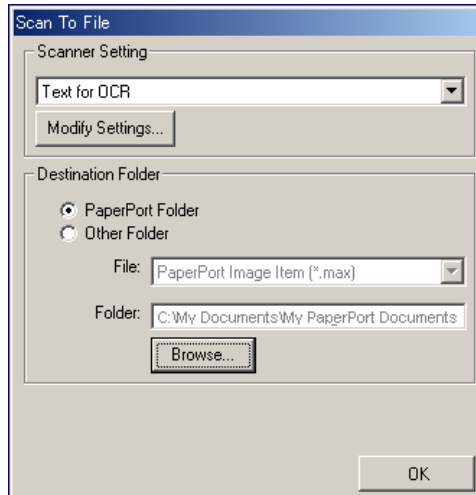 Scan To File
Scanner Setting
Text for OCR
Modify Settings...
Destination Folder
PaperPort Folder
Other Folder
File: PaperPort Image Item (*.max)
Folder: C:\My Documents\My PaperPort Documents
Browse...
OK